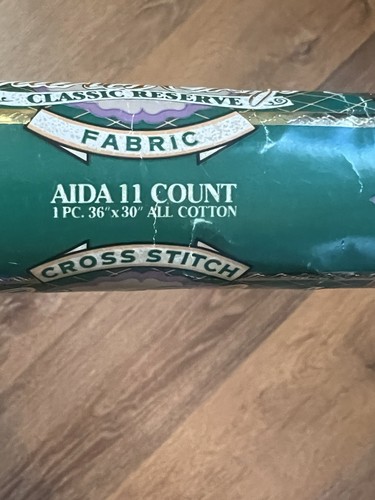 CLASSIC RESERVE
FABRIC
AIDA 11 COUNT
1 PC. 36" x 30" ALL COTTON
CROSS STITCH